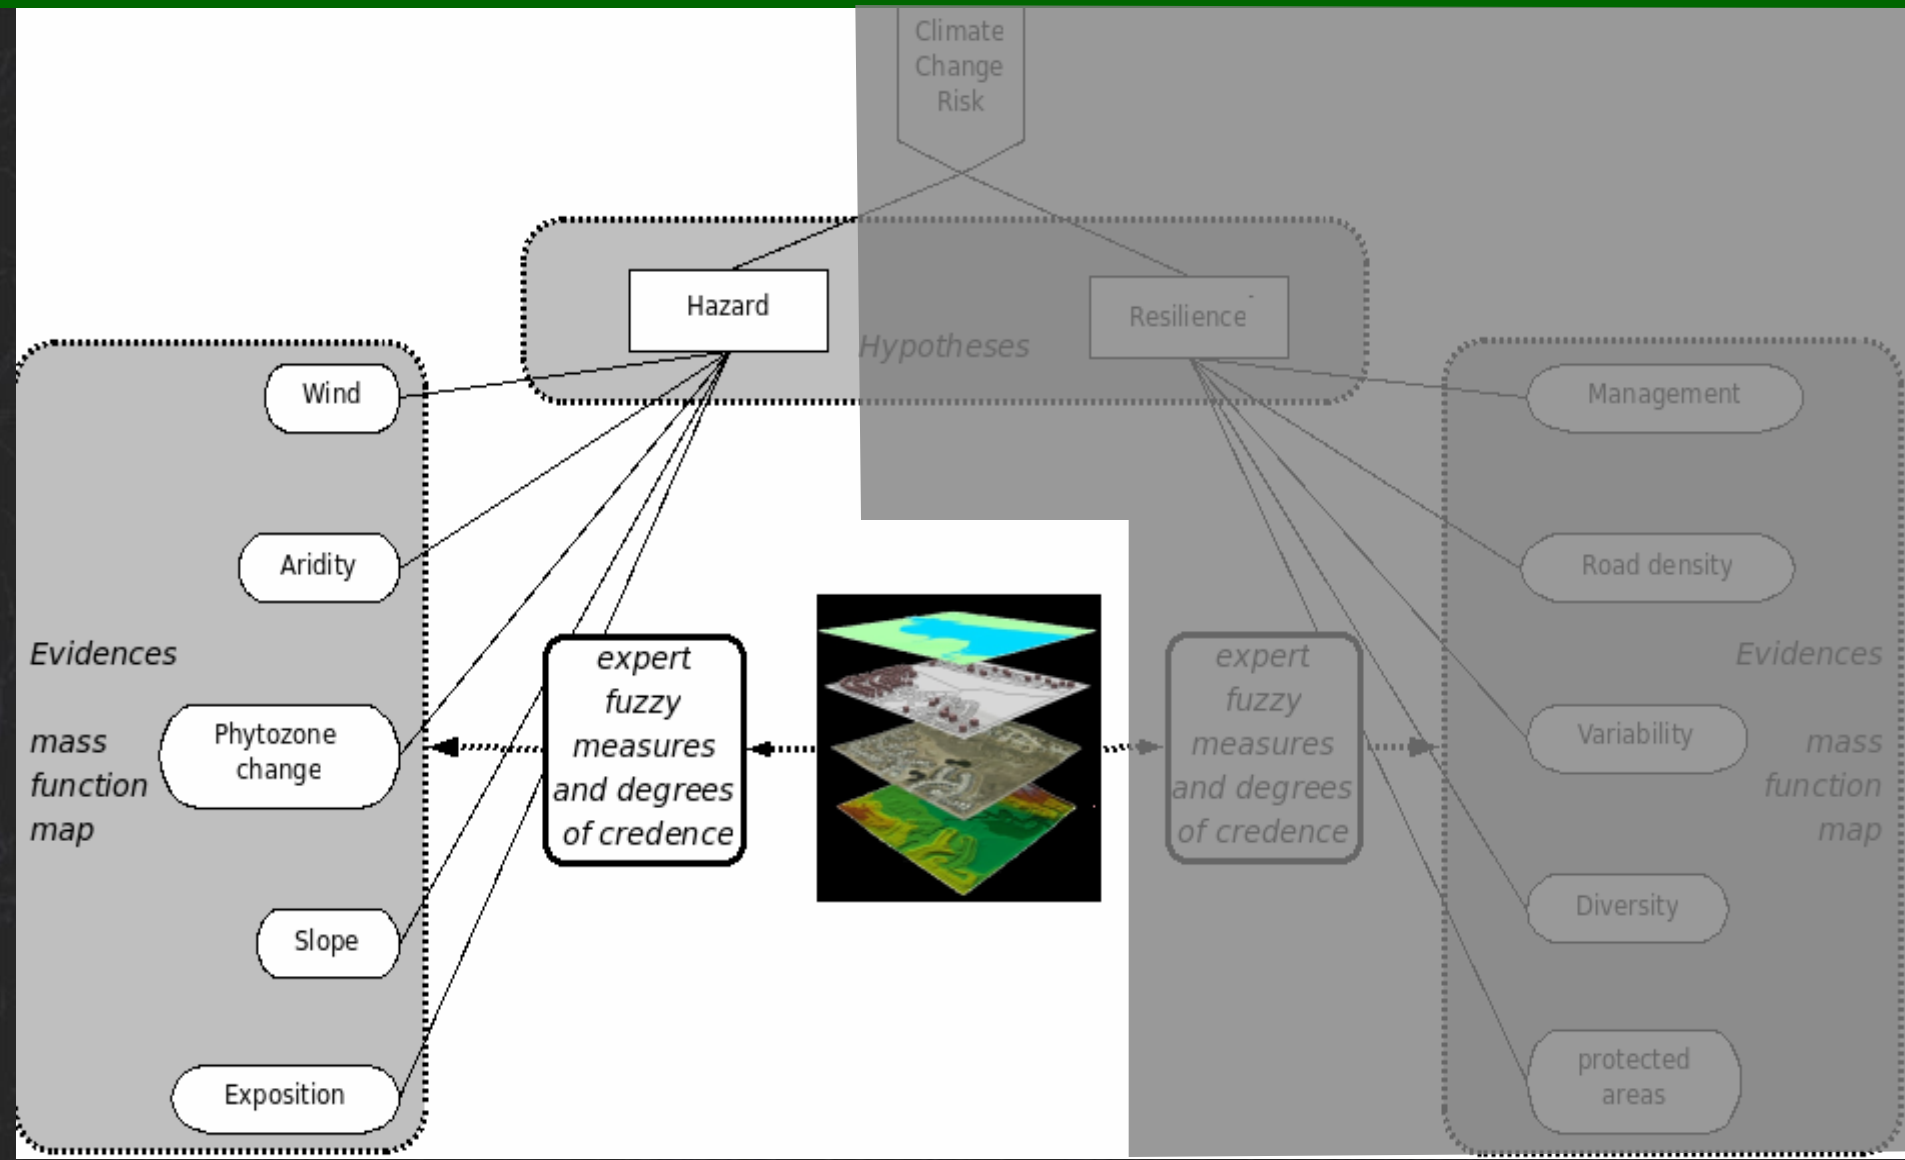 Climate
Change
Risk
Hazard
Resilience
Hypotheses
Wind
Aridity
Evidences
mass
function
map
Phytozone
change
Slope
Exposition
expert
fuzzy
measures
and degrees
of credence
expert
fuzzy
measures
and degrees
of credence
Management
Road density
Evidences
mass
function
map
Variability
Diversity
protected
areas